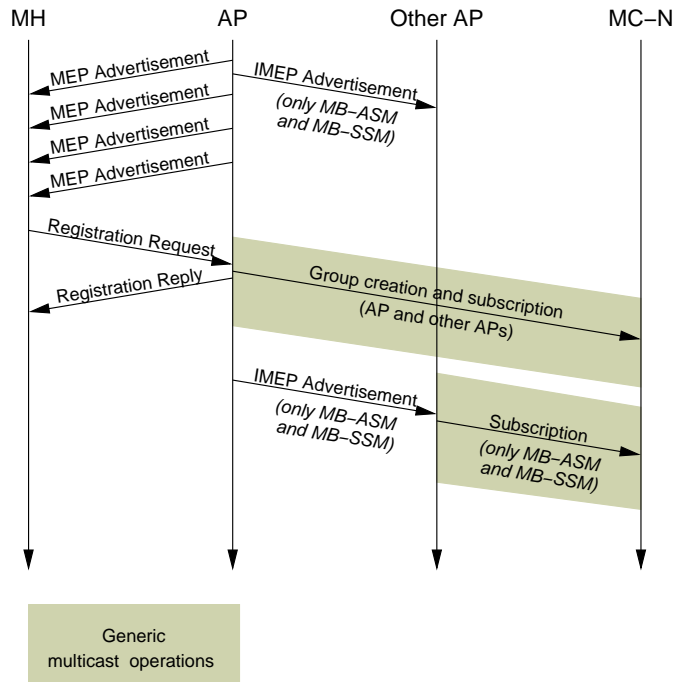 MH AP Other AP MC−N
MEP Advertisement
IMEP Advertisement
(only MB−ASM
and MB−SSM)
MEP Advertisement
MEP Advertisement
MEP Advertisement
Registration Request
Group creation and subscription
(AP and other APs)
Registration Reply
IMEP Advertisement
(only MB−ASM
and MB−SSM)
Subscription
(only MB−ASM
and MB−SSM)
Generic
multicast operations